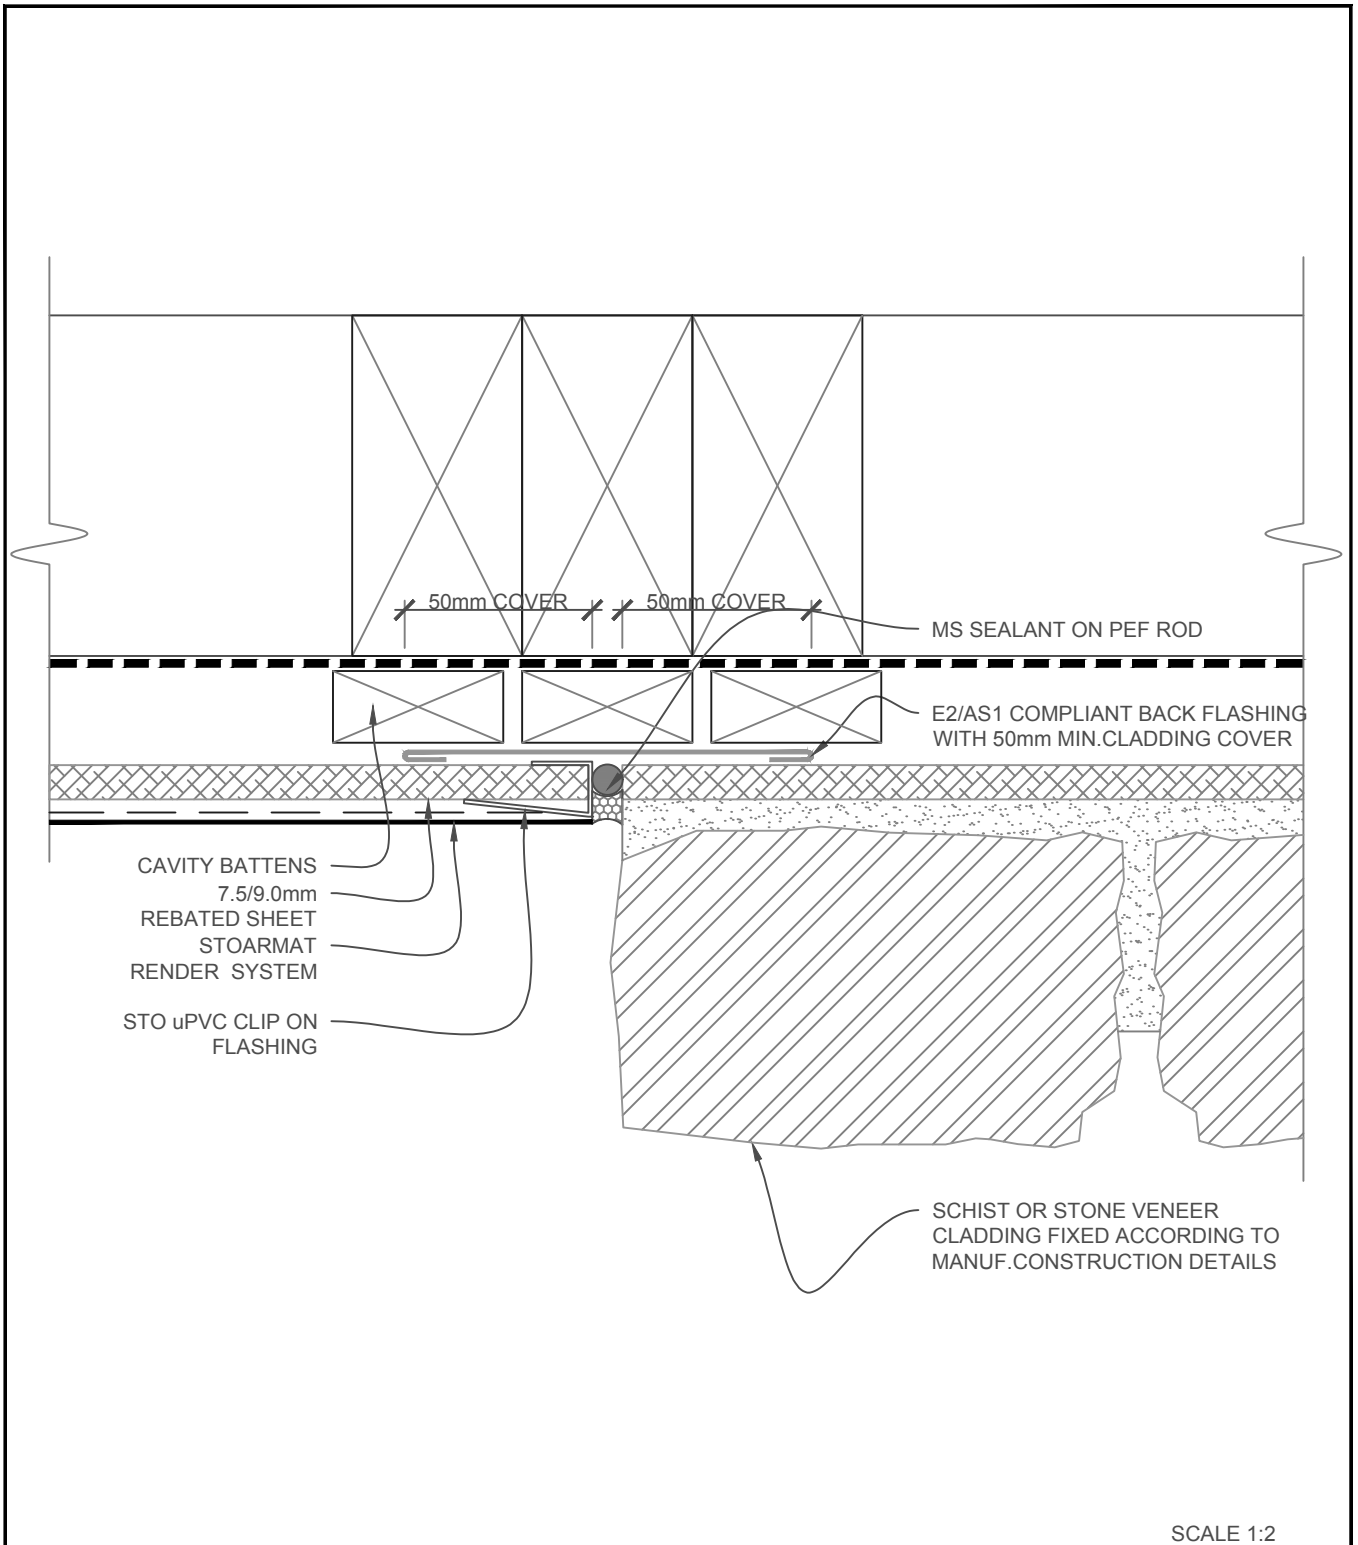 50mm COVER
50mm COVER
MS SEALANT ON PEF ROD
E2/AS1 COMPLIANT BACK FLASHING
WITH 50mm MIN.CLADDING COVER
CAVITY BATTENS
7.5/9.0mm
REBATED SHEET
STOARMAT
RENDER SYSTEM
STO uPVC CLIP ON
FLASHING
SCHIST OR STONE VENEER
CLADDING FIXED ACCORDING TO
MANUF.CONSTRUCTION DETAILS
SCALE 1:2